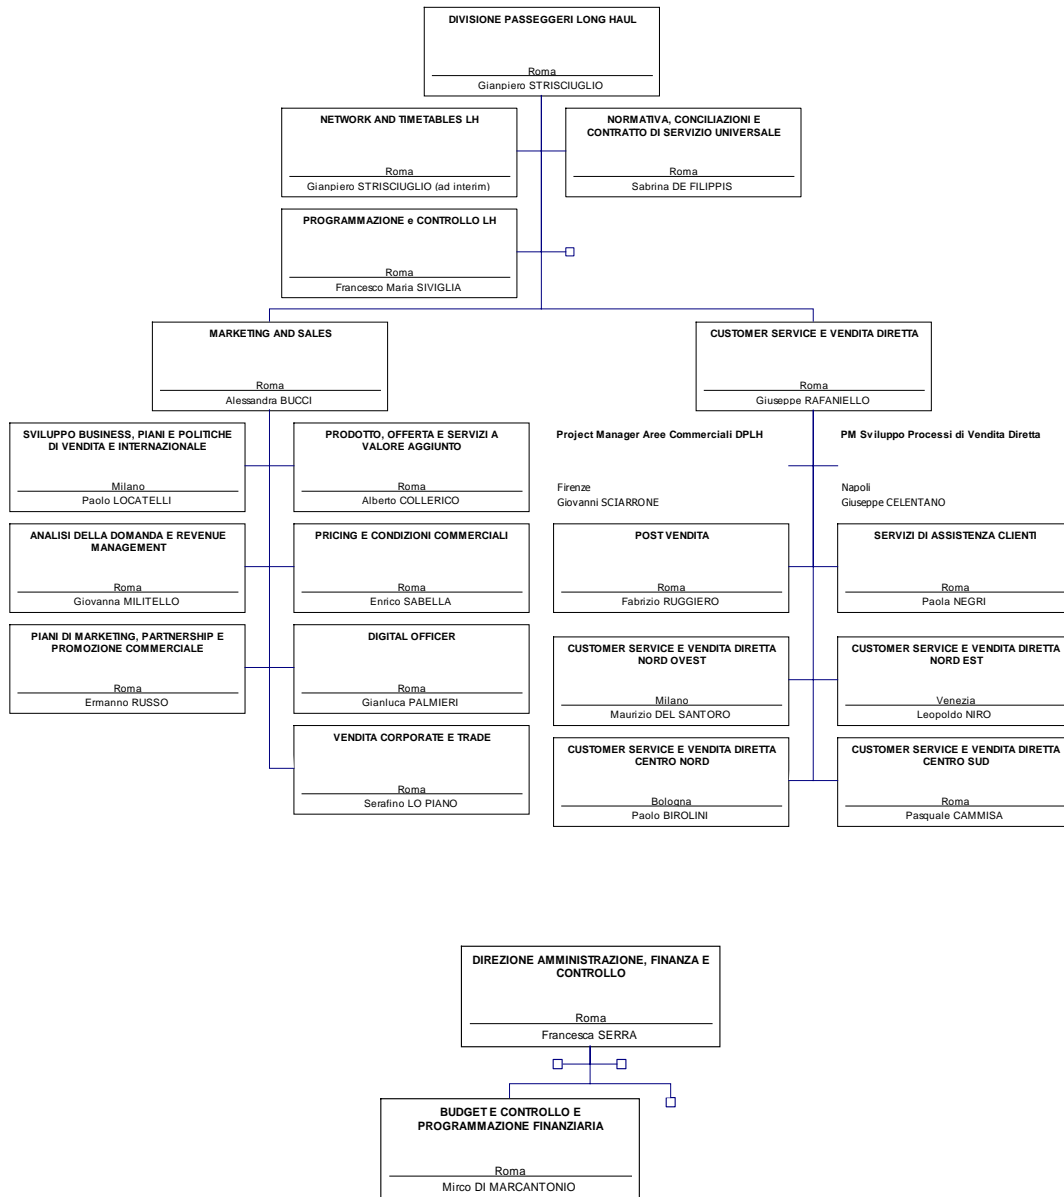 DIVISIONE PASSEGGERI LONG HAUL
Roma
Gianpiero STRISCIUGLIO
NETWORK AND TIMETABLES LH
Roma
Gianpiero STRISCIUGLIO (ad interim)
NORMATIVA, CONCILIAZIONI E
CONTRATTO DI SERVIZIO UNIVERSALE
Roma
Sabrina DE FILIPPIS
PROGRAMMAZIONE e CONTROLLO LH
Roma
Francesco Maria SIVIGLIA
MARKETING AND SALES
Roma
Alessandra BUCCI
CUSTOMER SERVICE E VENDITA DIRETTA
Roma
Giuseppe RAFANIELLO
SVILUPPO BUSINESS, PIANI E POLITICHE
DI VENDITA E INTERNAZIONALE
Milano
Paolo LOCATELLI
PRODOTTO, OFFERTA E SERVIZI A
VALORE AGGIUNTO
Roma
Alberto COLLERICO
Project Manager Aree Commerciali DPLH
Firenze
Giovanni SCIARRONE
PM Sviluppo Processi di Vendita Diretta
Napoli
Giuseppe CELENTANO
ANALISI DELLA DOMANDA E REVENUE
MANAGEMENT
Roma
Giovanna MILITELLO
PRICING E CONDIZIONI COMMERCIALI
Roma
Enrico SABELLA
POST VENDITA
Roma
Fabrizio RUGGIERO
SERVIZI DI ASSISTENZA CLIENTI
Roma
Paola NEGRI
PIANI DI MARKETING, PARTNERSHIP E
PROMOZIONE COMMERCIALE
Roma
Ermanno RUSSO
DIGITAL OFFICER
Roma
Gianluca PALMIERI
CUSTOMER SERVICE E VENDITA DIRETTA
NORD OVEST
Milano
Maurizio DEL SANTORO
CUSTOMER SERVICE E VENDITA DIRETTA
NORD EST
Venezia
Leopoldo NIRO
VENDITA CORPORATE E TRADE
Roma
Serafino LO PIANO
CUSTOMER SERVICE E VENDITA DIRETTA
CENTRO NORD
Bologna
Paolo BIROLINI
CUSTOMER SERVICE E VENDITA DIRETTA
CENTRO SUD
Roma
Pasquale CAMMISA
DIREZIONE AMMINISTRAZIONE, FINANZA E
CONTROLLO
Roma
Francesca SERRA
BUDGET E CONTROLLO E
PROGRAMMAZIONE FINANZIARIA
Roma
Mirco DI MARCANTONIO